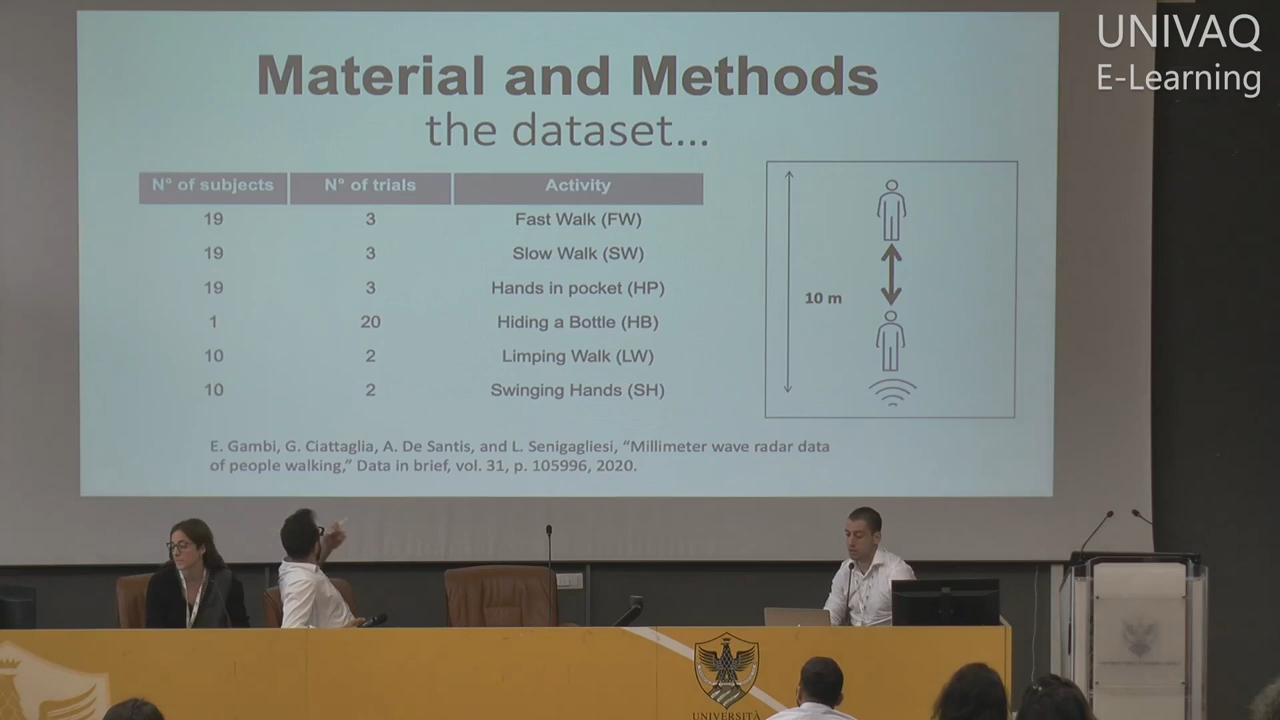 UNIVAQ
E-Learning
Material and Methods
the dataset...
N° of subjects N° of trials Activity
19 3 Fast Walk (FW)
19 3 Slow Walk (SW)
19 3 Hands in pocket (HP)
1 20 Hiding a Bottle (HB)
10 2 Limping Walk (LW)
10 2 Swinging Hands (SH)
10 m
E. Gambi, G. Ciattaglia, A. De Santis, and L. Senigagliesi, “Millimeter wave radar data
of people walking,” Data in brief, vol. 31, p. 105996, 2020.
UNIVERSITÀ